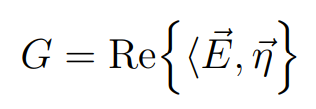 G = Re{⟨E⃗, η⃗}